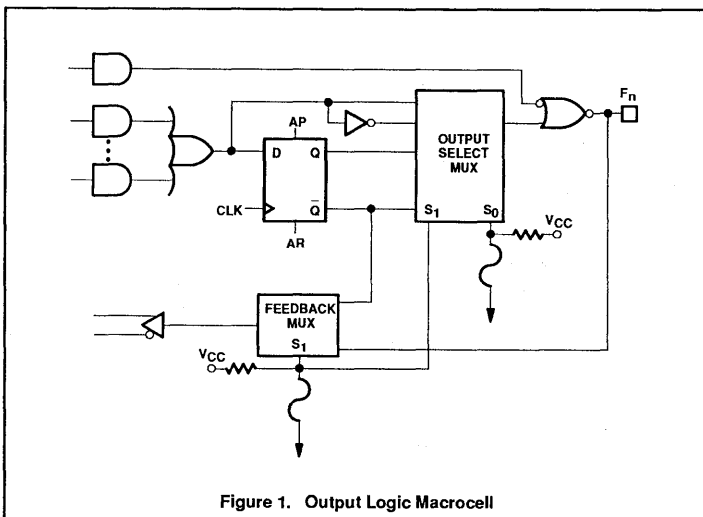 Fn
AP
D Q
CLK
Q
AR
OUTPUT
SELECT
MUX
S1 S0
VCC
FEEDBACK
MUX
S1
VCC
Figure 1. Output Logic Macrocell